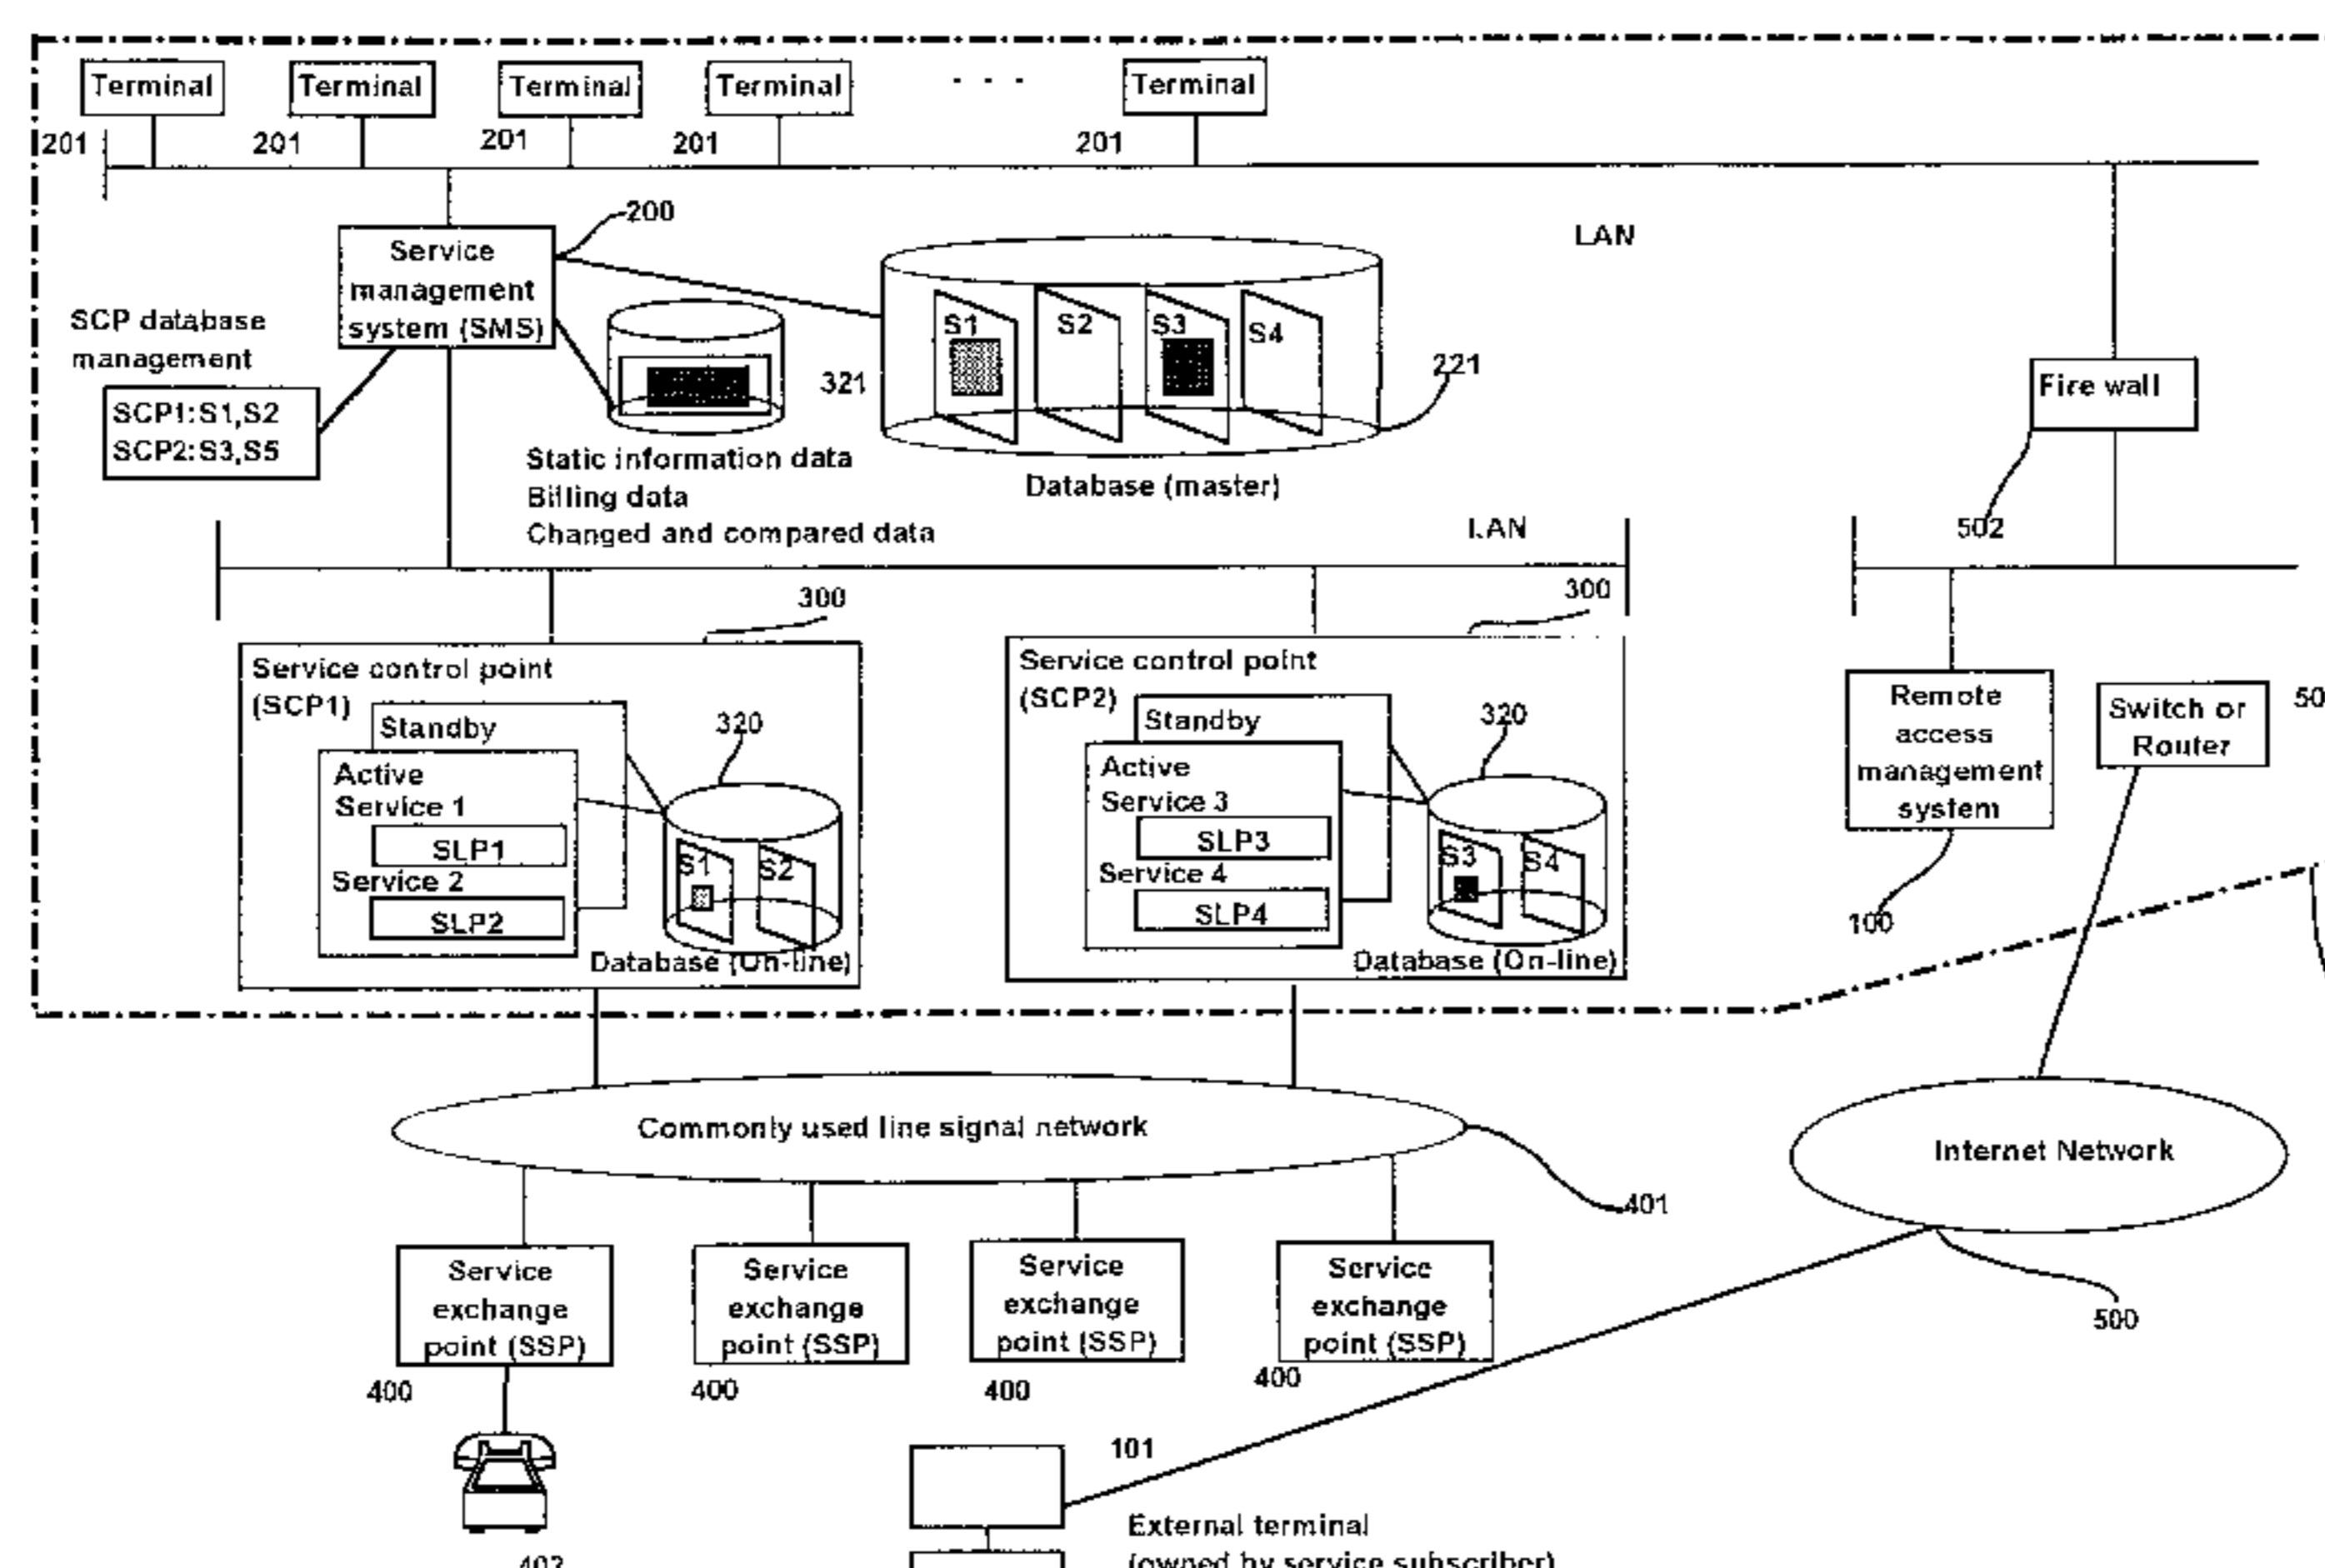 Terminal
Terminal
Terminal
Terminal
. . .
Terminal
201
201
201
201
201
200
LAN
Service
management
system (SMS)
SCP database
management
SCP1:S1,S2
SCP2:S3,S5
S1
S2
S3
S4
321
221
Fire wall
Static information data
Billing data
Changed and compared data
Database (master)
LAN
502
300
300
Service control point
(SCP1)
Standby
Active
Service 1
SLP1
Service 2
SLP2
320
S1
S2
Database (On-line)
Service control point
(SCP2)
Standby
Active
Service 3
SLP3
Service 4
SLP4
320
S3
S4
Database (On-line)
Remote
access
management
system
100
Switch or
Router
50
Commonly used line signal network
401
Internet Network
500
Service
exchange
point (SSP)
Service
exchange
point (SSP)
Service
exchange
point (SSP)
Service
exchange
point (SSP)
400
400
400
400
101
External terminal
(owned by service subscriber)